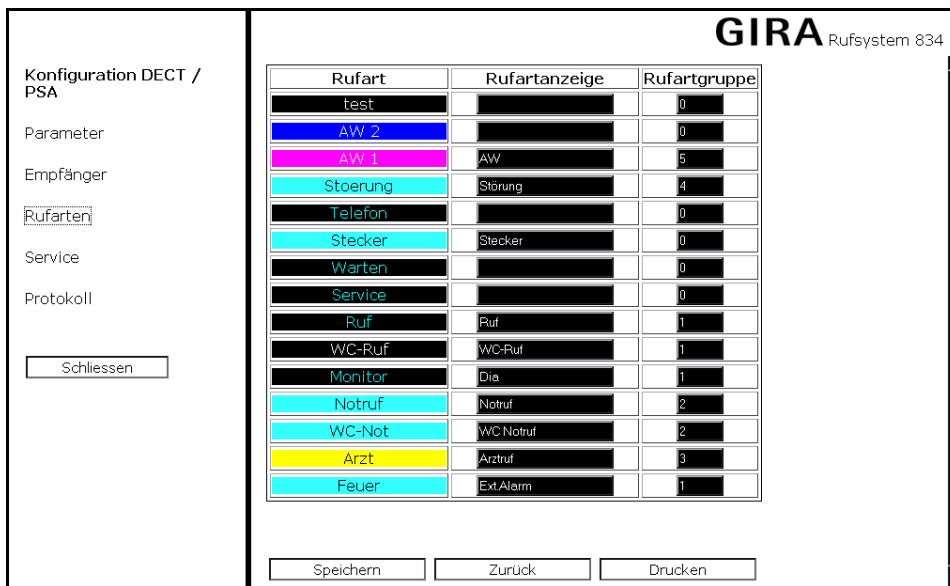 GIRA Rufsystem 834
Konfiguration DECT /
PSA
Parameter
Empfänger
Rufarten
Service
Protokoll
Schliessen
Rufart Rufartanzeige Rufartgruppe
test 0
AW 2 0
AW 1 AW 5
Stoerung Störung 4
Telefon 0
Stecker Stecker 0
Warten 0
Service 0
Ruf Ruf 1
WC-Ruf WC-Ruf 1
Monitor Dia 1
Notruf Notruf 2
WC-Not WC Notruf 2
Arzt Arztruf 3
Feuer Ext.Alarm 1
Speichern Zurück Drucken